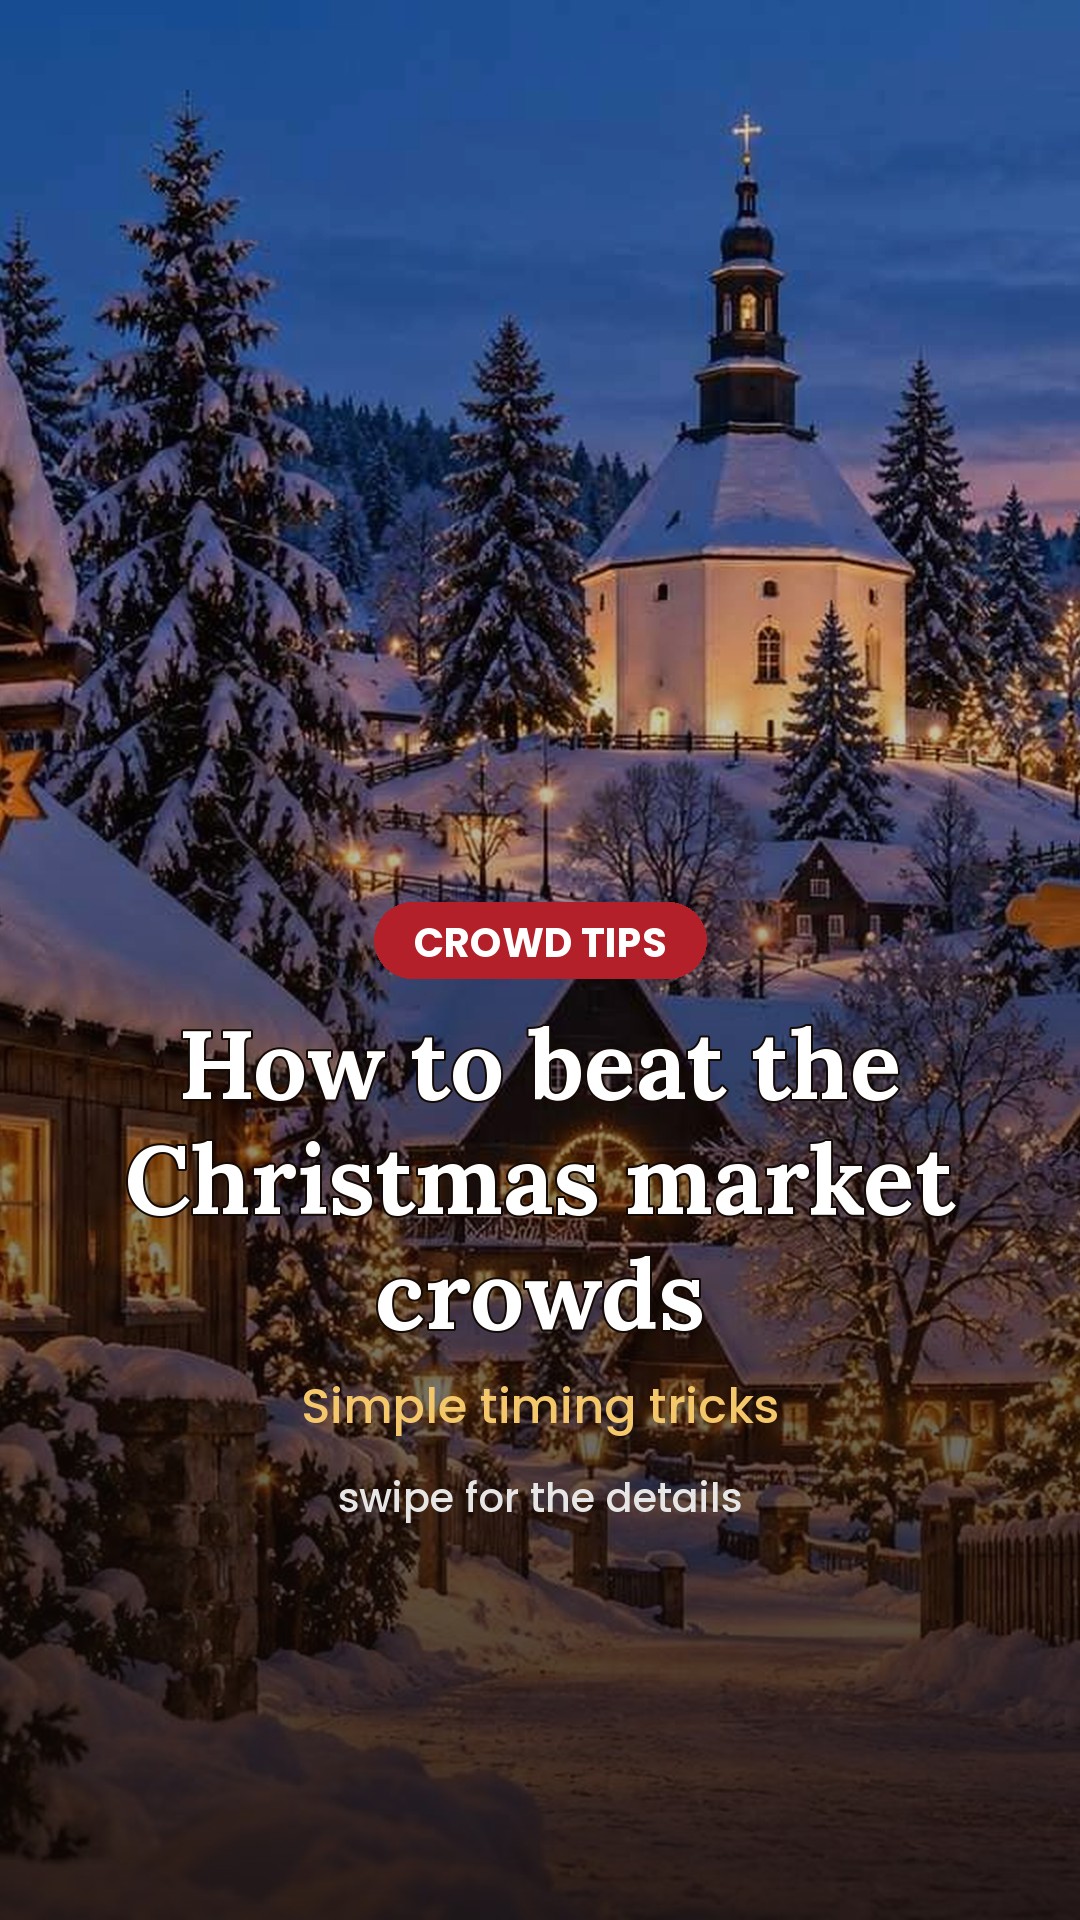 CROWD TIPS
How to beat the
Christmas market
crowds
Simple timing tricks
swipe for the details